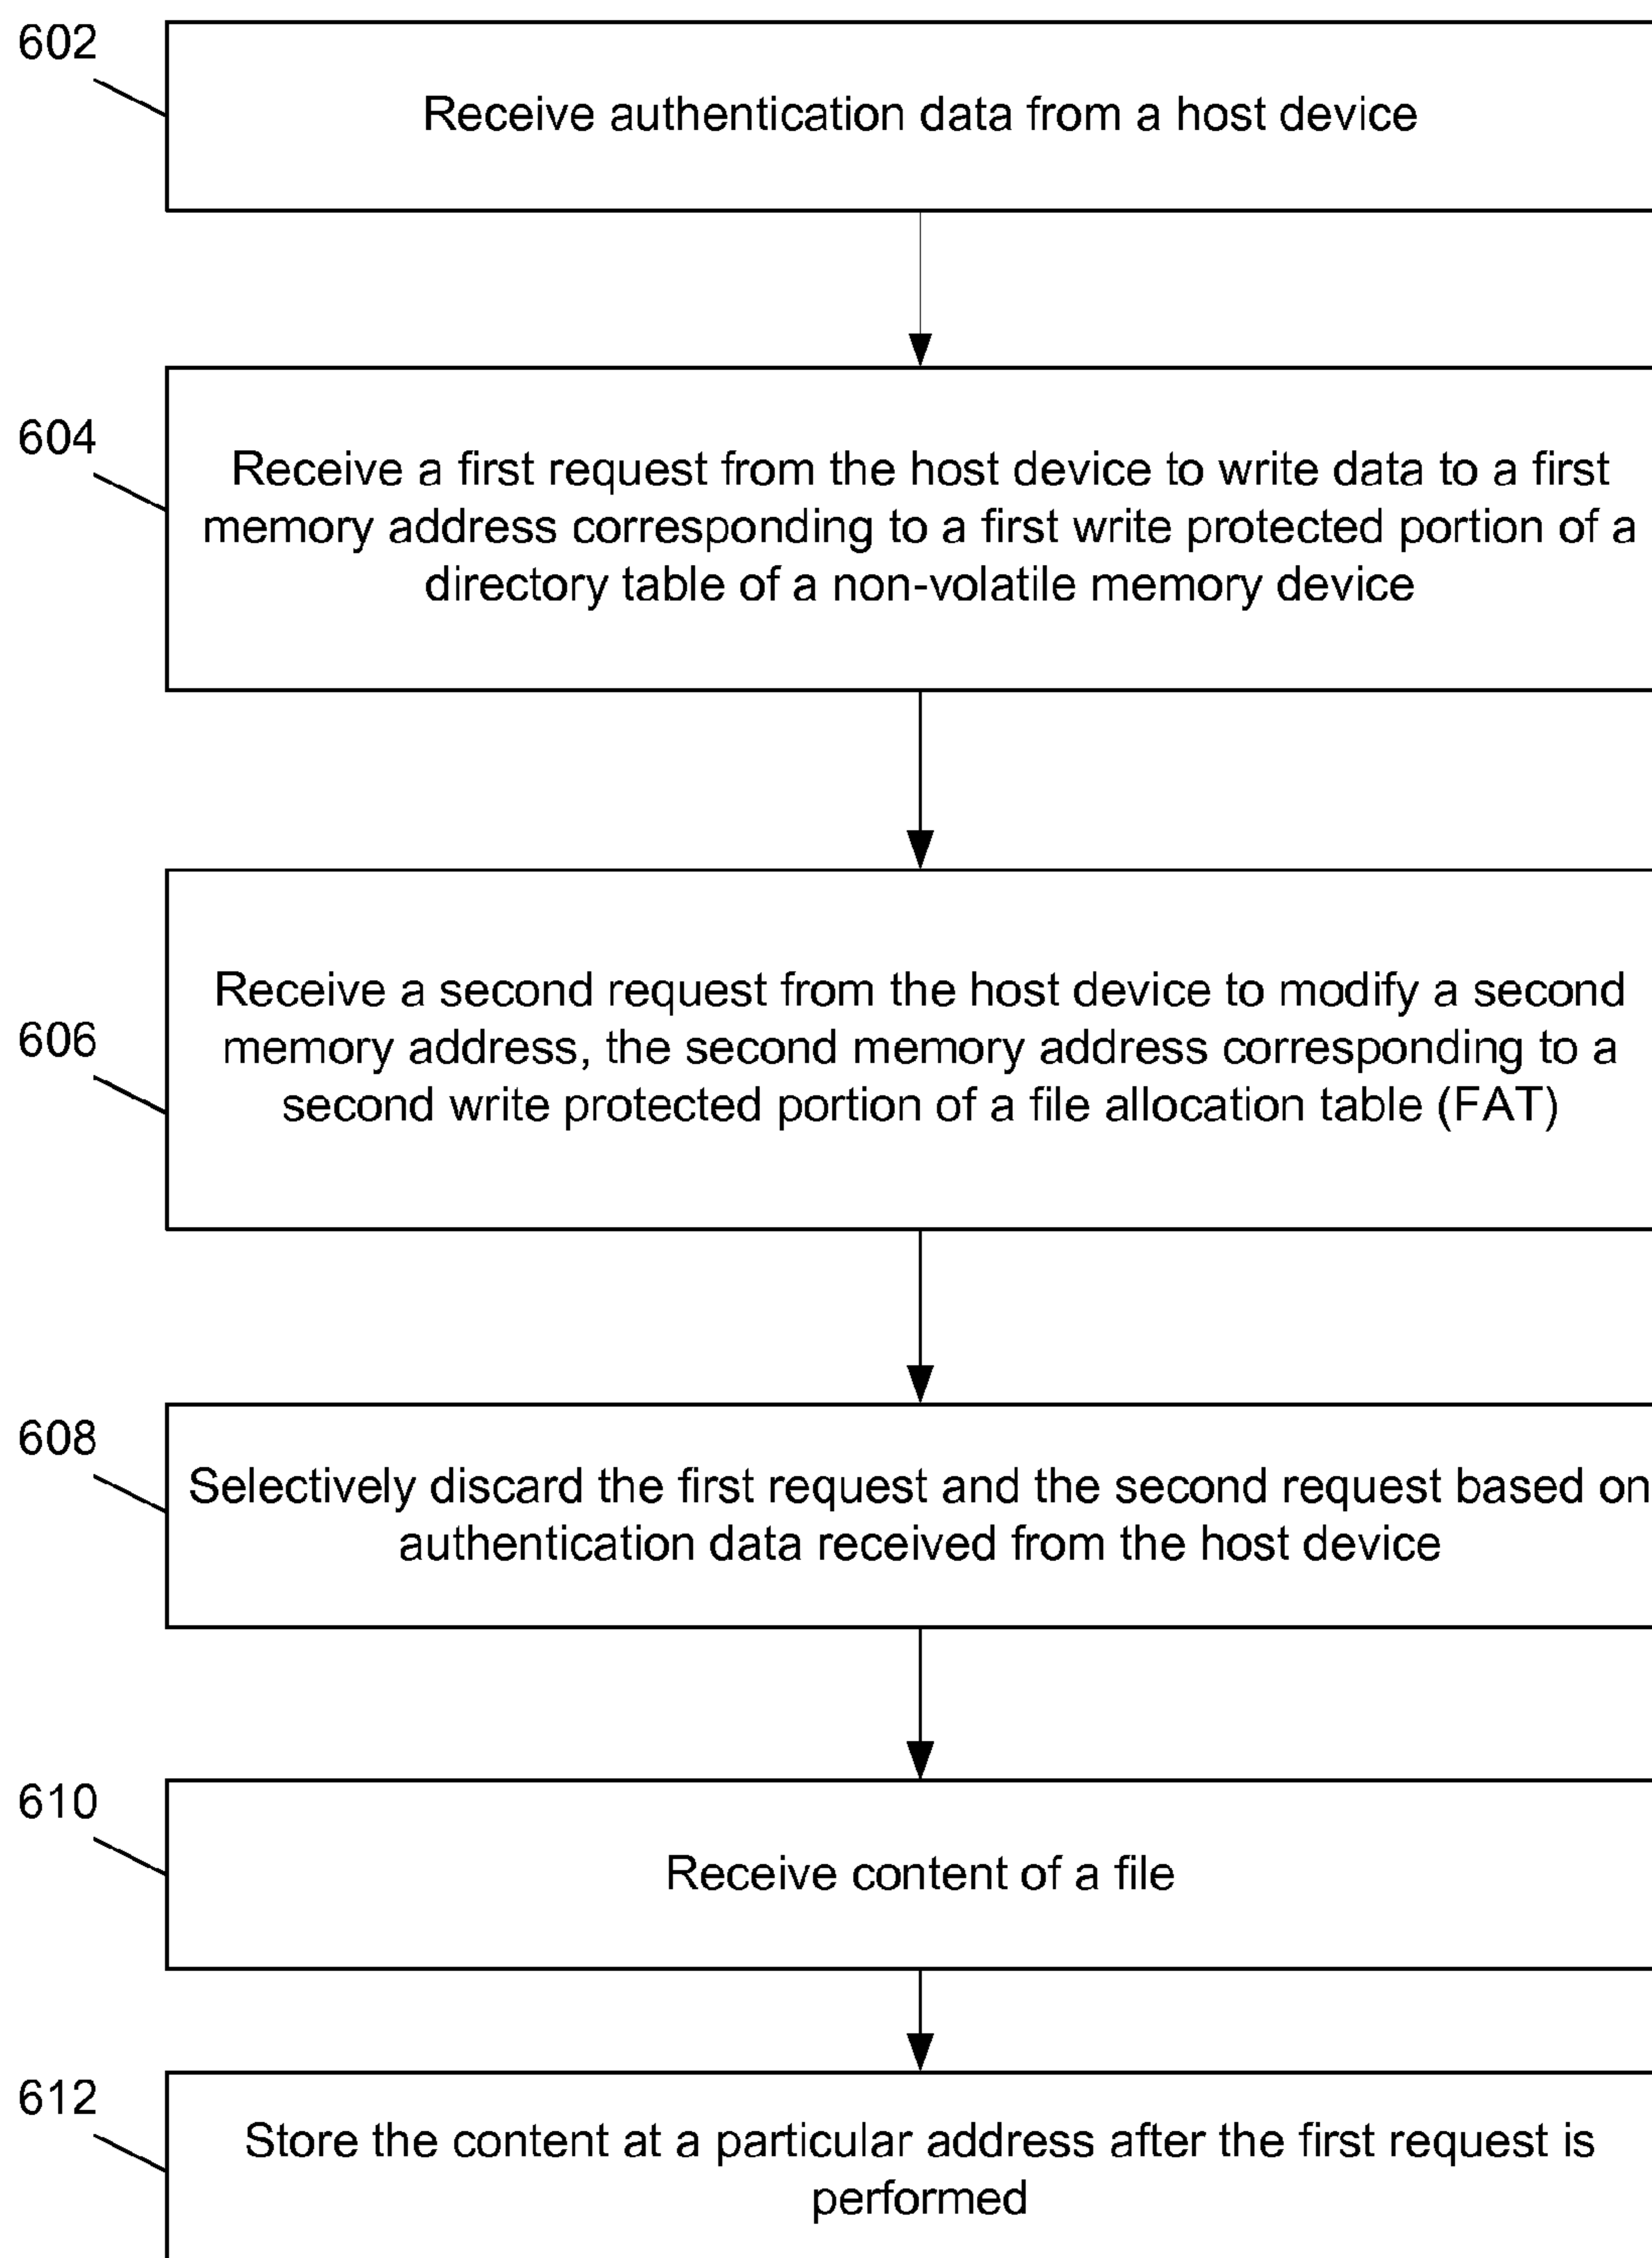 602
Receive authentication data from a host device
604
Receive a first request from the host device to write data to a first
memory address corresponding to a first write protected portion of a
directory table of a non-volatile memory device
606
Receive a second request from the host device to modify a second
memory address, the second memory address corresponding to a
second write protected portion of a file allocation table (FAT)
608
Selectively discard the first request and the second request based on
authentication data received from the host device
610
Receive content of a file
612
Store the content at a particular address after the first request is
performed